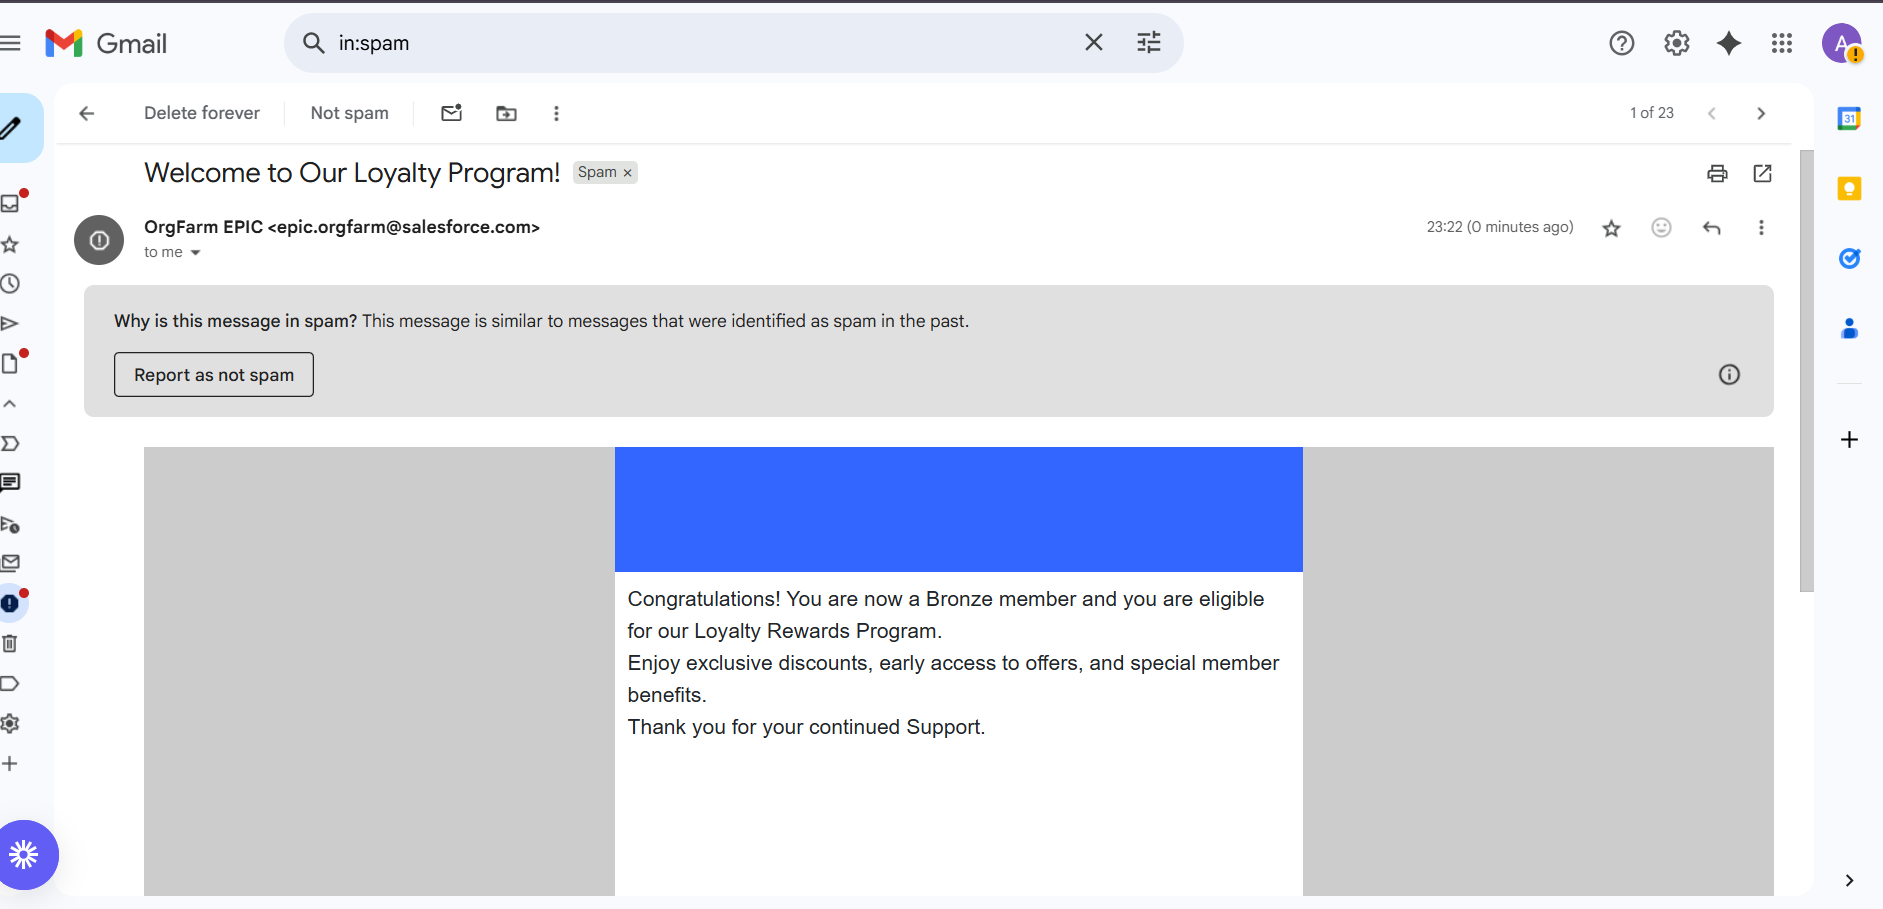 Gmail
in:spam
A
Delete forever
Not spam
1 of 23
31
Welcome to Our Loyalty Program!
Spam ×
OrgFarm EPIC <epic.orgfarm@salesforce.com>
23:22 (0 minutes ago)
to me
Why is this message in spam? This message is similar to messages that were identified as spam in the past.
Report as not spam
Congratulations! You are now a Bronze member and you are eligible
for our Loyalty Rewards Program.
Enjoy exclusive discounts, early access to offers, and special member
benefits.
Thank you for your continued Support.